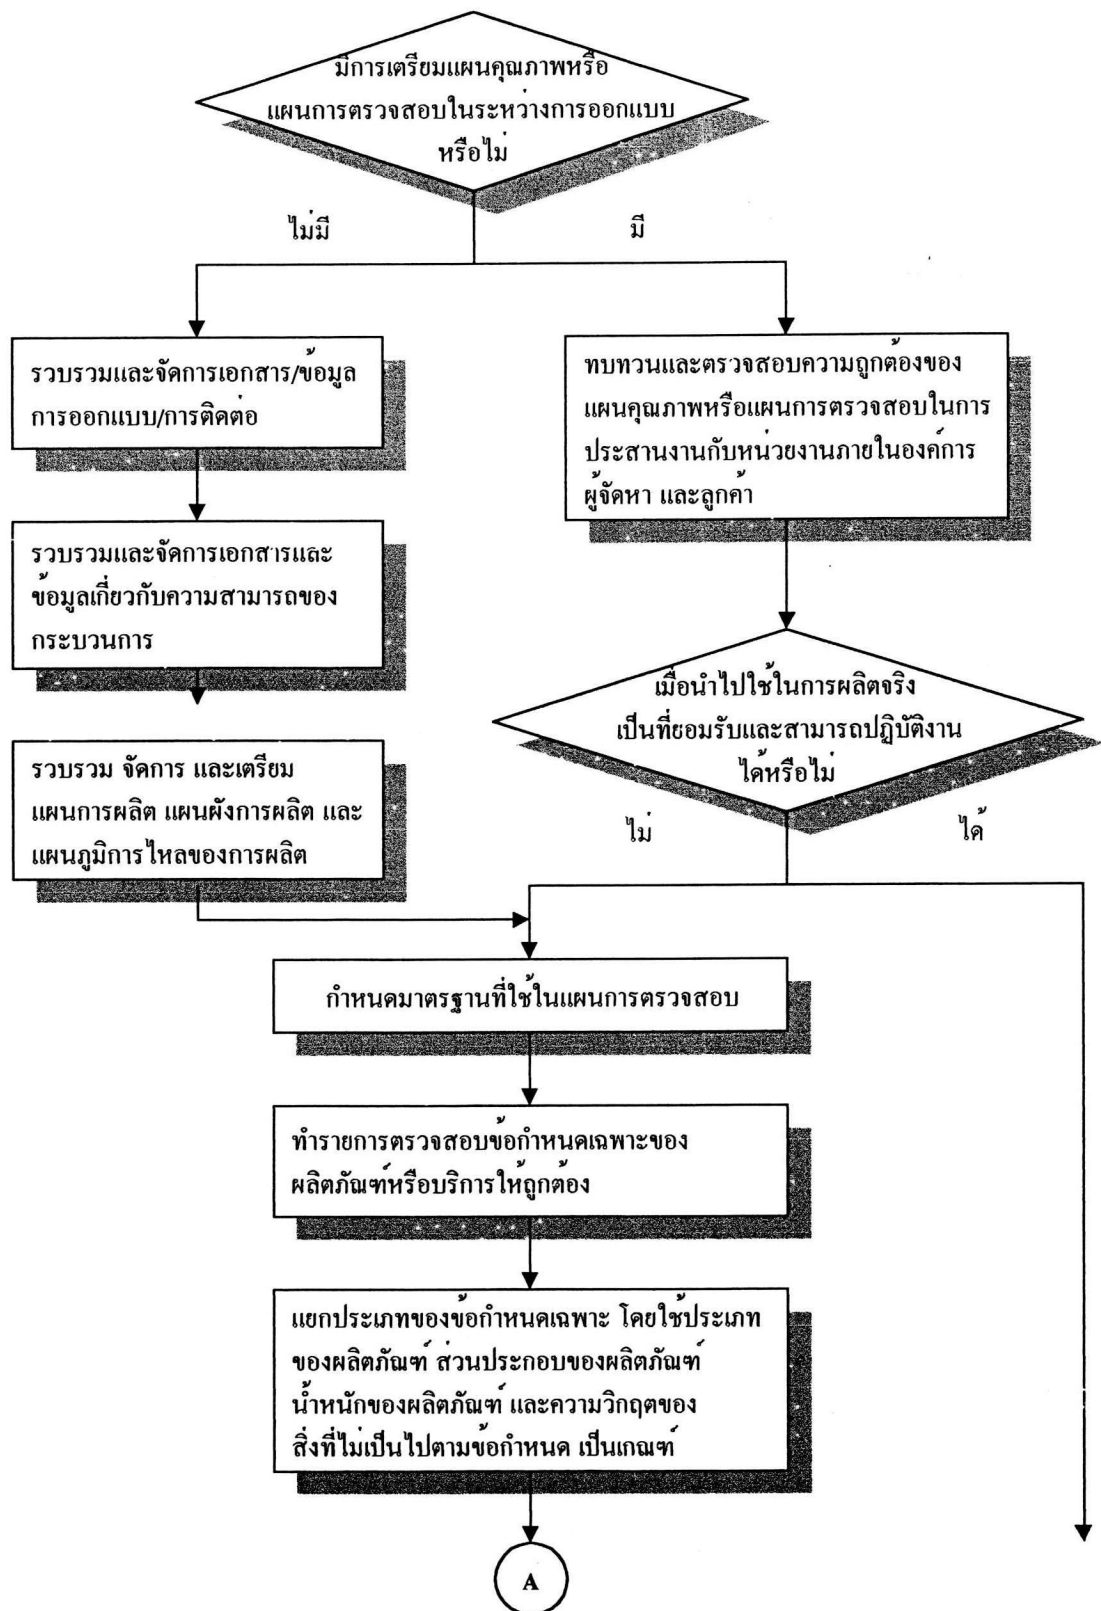 มีการเตรียมแผนคุณภาพหรือ
แผนการตรวจสอบในระหว่างการออกแบบ
หรือไม่
ไม่มี
มี
รวบรวมและจัดการเอกสาร/ข้อมูล
การออกแบบ/การติดต่อ
รวบรวมและจัดการเอกสารและ
ข้อมูลเกี่ยวกับความสามารถของ
กระบวนการ
รวบรวม จัดการ และเตรียม
แผนการผลิต แผนผังการผลิต และ
แผนภูมิการไหลของการผลิต
ทบทวนและตรวจสอบความถูกต้องของ
แผนคุณภาพหรือแผนการตรวจสอบในการ
ประสานงานกับหน่วยงานภายในองค์การ
ผู้จัดหา และลูกค้า
เมื่อนำไปใช้ในการผลิตจริง
เป็นที่ยอมรับและสามารถปฏิบัติงาน
ได้หรือไม่
ไม่
ได้
กำหนดมาตรฐานที่ใช้ในแผนการตรวจสอบ
ทำรายการตรวจสอบข้อกำหนดเฉพาะของ
ผลิตภัณฑ์หรือบริการให้ถูกต้อง
แยกประเภทของข้อกำหนดเฉพาะ โดยใช้ประเภท
ของผลิตภัณฑ์ ส่วนประกอบของผลิตภัณฑ์
น้ำหนักของผลิตภัณฑ์ และความวิกฤตของ
สิ่งที่ไม่เป็นไปตามข้อกำหนด เป็นเกณฑ์
A